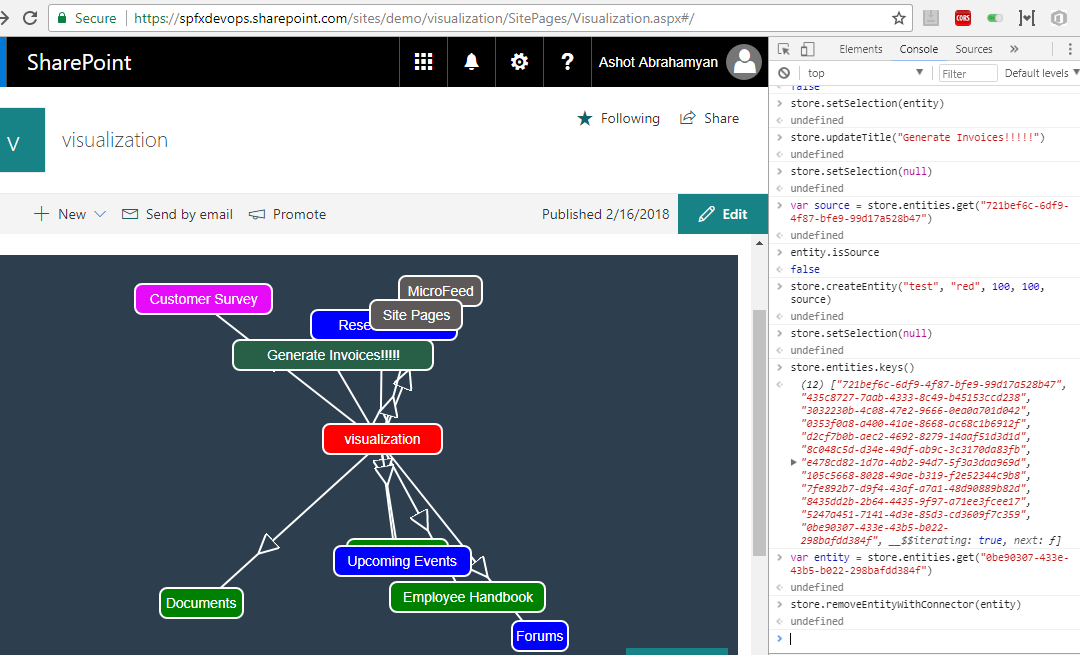 Secure
https://spfxdevops.sharepoint.com/sites/demo/visualization/SitePages/Visualization.aspx#/
CORS
SharePoint
?
Ashot Abrahamyan
V
visualization
Following
Share
New
Send by email
Promote
Published 2/16/2018
Edit
Customer Survey
MicroFeed
Site Pages
Rese
Generate Invoices!!!!!
visualization
Upcoming Events
Employee Handbook
Documents
Forums
Elements
Console
Sources
»
top
Filter
Default levels
false
store.setSelection(entity)
undefined
store.updateTitle("Generate Invoices!!!!!")
undefined
store.setSelection(null)
undefined
var source = store.entities.get("721bef6c-6df9-
4f87-bfe9-99d17a528b47")
undefined
entity.isSource
false
store.createEntity("test", "red", 100, 100,
source)
undefined
store.setSelection(null)
undefined
store.entities.keys()
(12) ["721bef6c-6df9-4f87-bfe9-99d17a528b47",
"435c8727-7aab-4333-8c49-b45153ccd238",
"3032230b-4c08-47e2-9666-0ea0a701d042",
"0353f0a8-a400-41ae-8668-ac68c1b6912f",
"d2cf7b0b-aec2-4692-8279-14aaf51d3d1d",
"8c048c5d-d34e-49df-ab9c-3c3170da83fb",
"e478cd82-1d7a-4ab2-94d7-5f3a3daa969d",
"105c5668-8028-49ae-b319-f2e52344c9b8",
"7fe892b7-d9f4-43af-a7a1-48d90889b82d",
"8435dd2b-2b64-4435-9f97-a71ee3fcee17",
"5247a451-7141-4d3e-85d3-cd3609f7c359",
"0be90307-433e-43b5-b022-
298bafdd384f", __$$iterating: true, next: ƒ]
var entity = store.entities.get("0be90307-433e-
43b5-b022-298bafdd384f")
undefined
store.removeEntityWithConnector(entity)
undefined